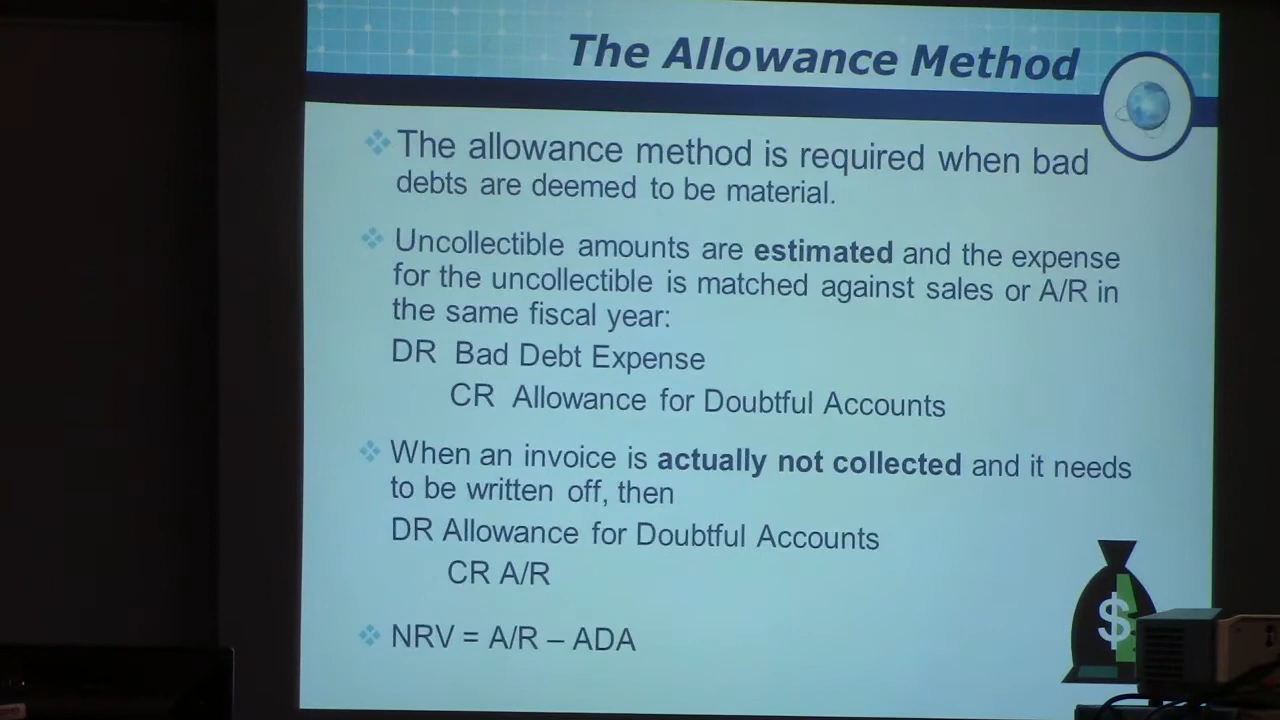 The Allowance Method
The allowance method is required when bad
debts are deemed to be material.
Uncollectible amounts are estimated and the expense
for the uncollectible is matched against sales or A/R in
the same fiscal year:
DR Bad Debt Expense
CR Allowance for Doubtful Accounts
When an invoice is actually not collected and it needs
to be written off, then
DR Allowance for Doubtful Accounts
CR A/R
NRV = A/R – ADA
$